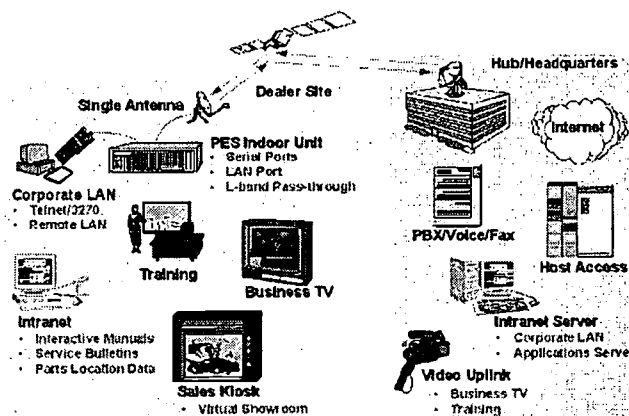 Hub/Headquarters
Single Antenna
Dealer Site
Internet
PES Indoor Unit
• Serial Ports
• LAN Port
• L-band Pass-through
Corporate LAN
• Telnet/3270
• Remote LAN
Training
Business TV
PBX/Voice/Fax
Host Access
Intranet
• Interactive Manuals
• Service Bulletins
• Parts Location Data
Sales Kiosk
• Virtual Showroom
Intranet Server
• Corporate LAN
• Applications Serve
Video Uplink
• Business TV
• Training